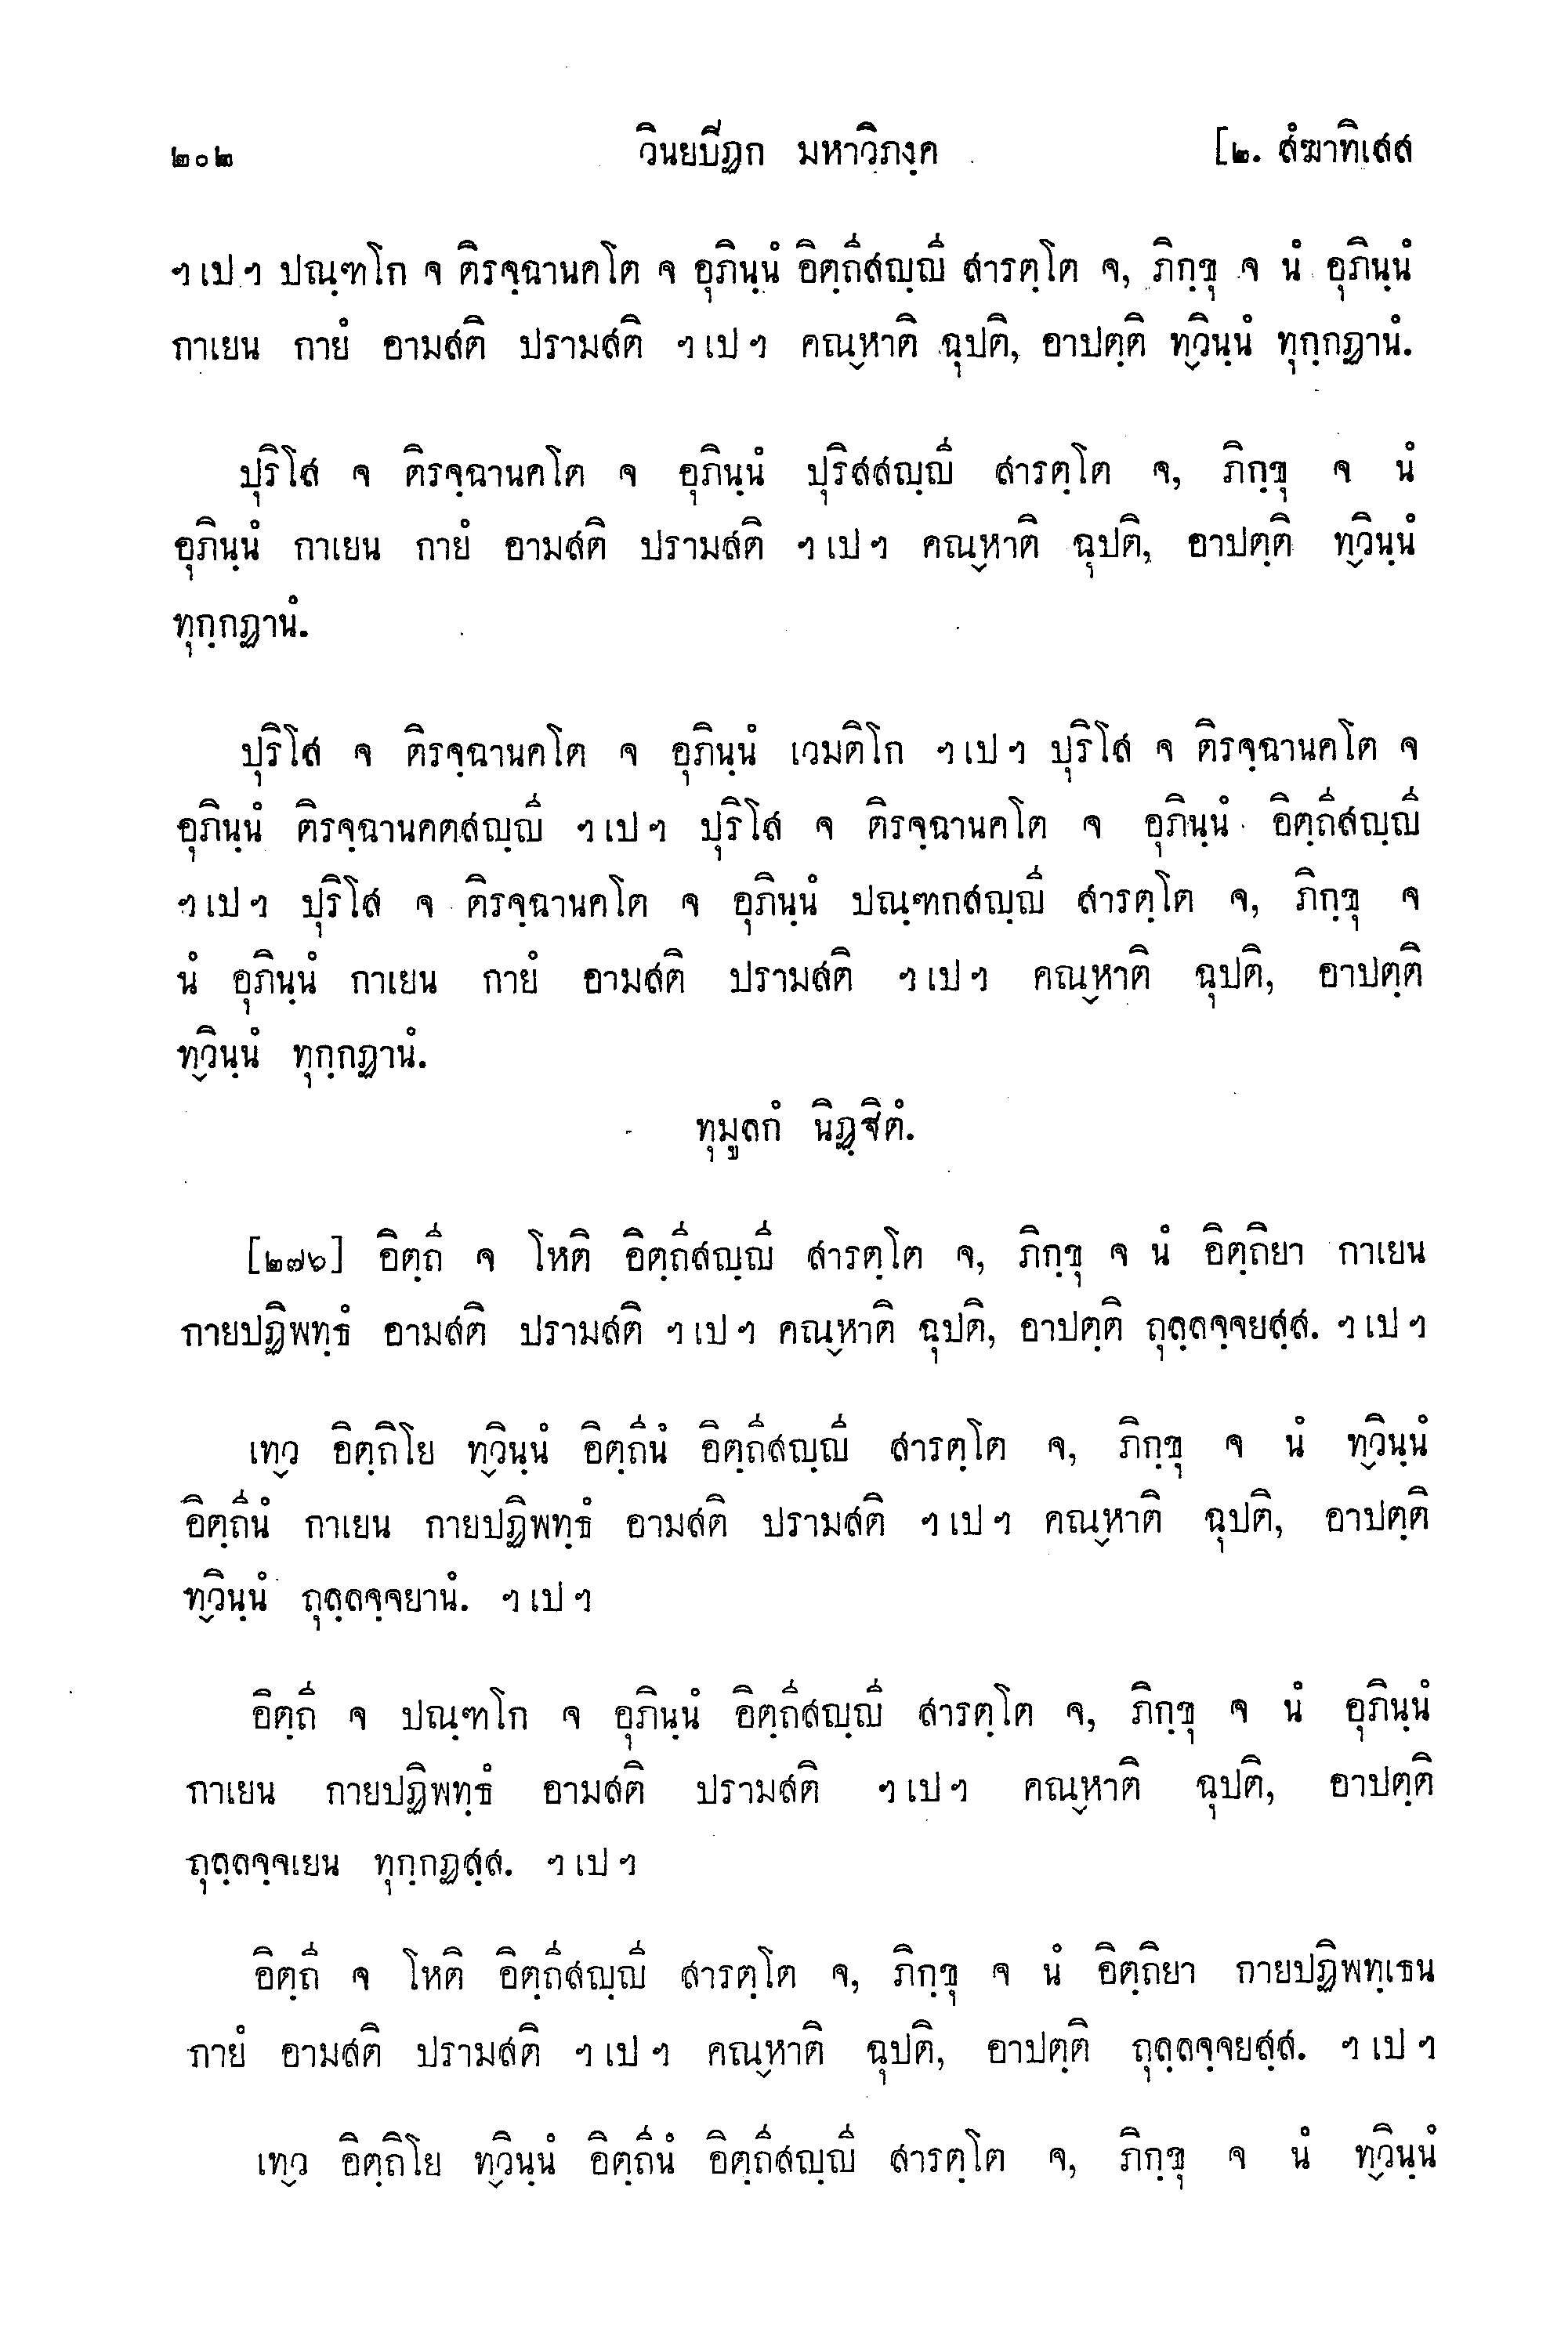 ๒๐๒ วินยบีฏก มหาวิภงฺค [๒. สํฆาทิเสส
ฯ เป ฯ ปณฺฑโก จ ติรจฺฉานคโต จ อุภินฺนํ อิตฺถีสญฺญี สารตฺโต จ, ภิกฺขุ จ นํ อุภินฺนํ
กาเยน กายํ อามสติ ปรามสติ ฯ เป ฯ คณฺหาติ ฉุปติ, อาปตฺติ ทฺวินฺนํ ทุกฺกฏานํ.
ปุริโส จ ติรจฺฉานคโต จ อุภินฺนํ ปุริสสญฺญี สารตฺโต จ, ภิกฺขุ จ นํ
อุภินฺนํ กาเยน กายํ อามสติ ปรามสติ ฯ เป ฯ คณฺหาติ ฉุปติ, อาปตฺติ ทฺวินฺนํ
ทุกฺกฏานํ.
ปุริโส จ ติรจฺฉานคโต จ อุภินฺนํ เวมติโก ฯ เป ฯ ปุริโส จ ติรจฺฉานคโต จ
อุภินฺนํ ติรจฺฉานคตสญฺญี ฯ เป ฯ ปุริโส จ ติรจฺฉานคโต จ อุภินฺนํ อิตฺถีสญฺญี
ฯ เป ฯ ปุริโส จ ติรจฺฉานคโต จ อุภินฺนํ ปณฺฑกสญฺญี สารตฺโต จ, ภิกฺขุ จ
นํ อุภินฺนํ กาเยน กายํ อามสติ ปรามสติ ฯ เป ฯ คณฺหาติ ฉุปติ, อาปตฺติ
ทฺวินฺนํ ทุกฺกฏานํ.
ทุมูลกํ นิฏฺฐิตํ.
[๒๗๖] อิตฺถี จ โหติ อิตฺถีสญฺญี สารตฺโต จ, ภิกฺขุ จ นํ อิตฺถิยา กาเยน
กายปฏิพทฺธํ อามสติ ปรามสติ ฯ เป ฯ คณฺหาติ ฉุปติ, อาปตฺติ ถุลฺลจฺจยสฺส. ฯ เป ฯ
เทฺว อิตฺถิโย ทฺวินฺนํ อิตฺถีนํ อิตฺถีสญฺญี สารตฺโต จ, ภิกฺขุ จ นํ ทฺวินฺนํ
อิตฺถีนํ กาเยน กายปฏิพทฺธํ อามสติ ปรามสติ ฯ เป ฯ คณฺหาติ ฉุปติ, อาปตฺติ
ทฺวินฺนํ ถุลฺลจฺจยานํ. ฯ เป ฯ
อิตฺถี จ ปณฺฑโก จ อุภินฺนํ อิตฺถีสญฺญี สารตฺโต จ, ภิกฺขุ จ นํ อุภินฺนํ
กาเยน กายปฏิพทฺธํ อามสติ ปรามสติ ฯ เป ฯ คณฺหาติ ฉุปติ, อาปตฺติ
ถุลฺลจฺจเยน ทุกฺกฏสฺส. ฯ เป ฯ
อิตฺถี จ โหติ อิตฺถีสญฺญี สารตฺโต จ, ภิกฺขุ จ นํ อิตฺถิยา กายปฏิพทฺเธน
กายํ อามสติ ปรามสติ ฯ เป ฯ คณฺหาติ ฉุปติ, อาปตฺติ ถุลฺลจฺจยสฺส. ฯ เป ฯ
เทฺว อิตฺถิโย ทฺวินฺนํ อิตฺถีนํ อิตฺถีสญฺญี สารตฺโต จ, ภิกฺขุ จ นํ ทฺวินฺนํ